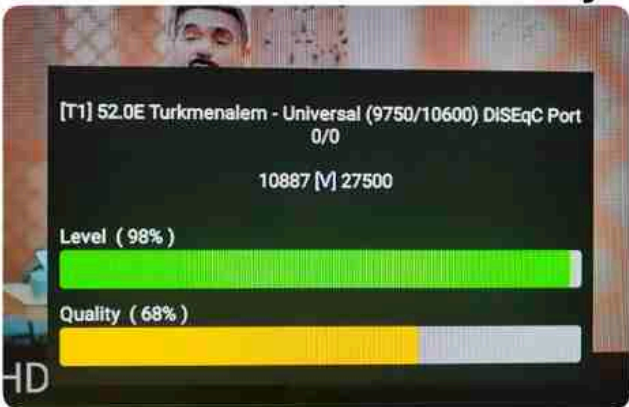 [T1] 52.0E Turkmenalem - Universal (9750/10600) DiSEqC Port
0/0
10887 [V] 27500
Level ( 98% )
Quality ( 68% )
HD